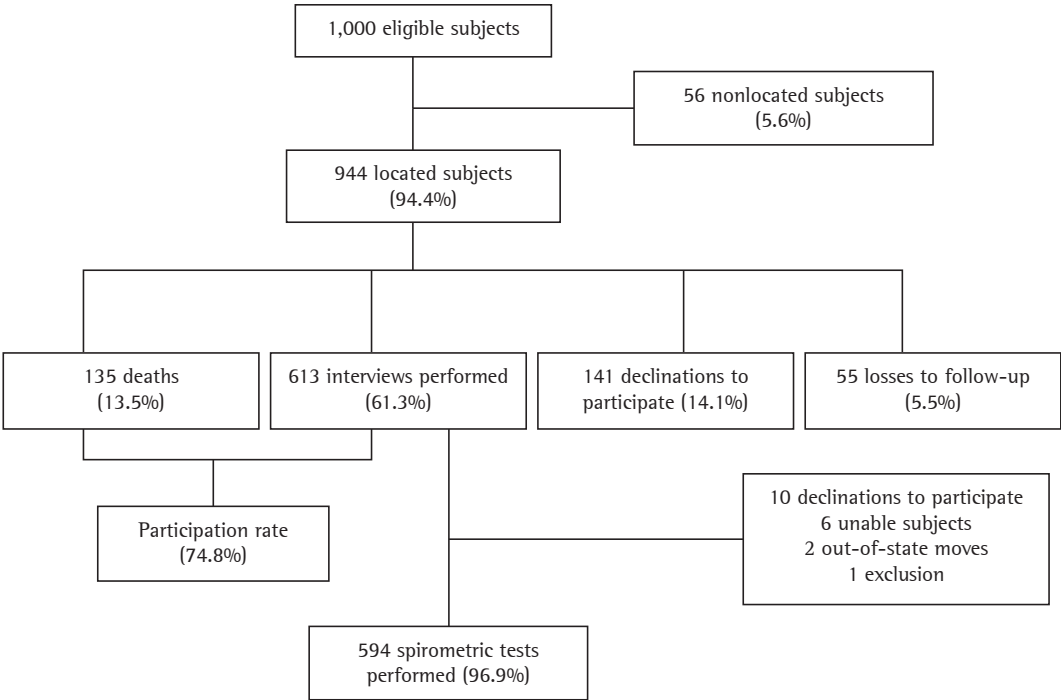 1,000 eligible subjects
56 nonlocated subjects
(5.6%)
944 located subjects
(94.4%)
135 deaths
(13.5%)
613 interviews performed
(61.3%)
141 declinations to
participate (14.1%)
55 losses to follow-up
(5.5%)
Participation rate
(74.8%)
10 declinations to participate
6 unable subjects
2 out-of-state moves
1 exclusion
594 spirometric tests
performed (96.9%)